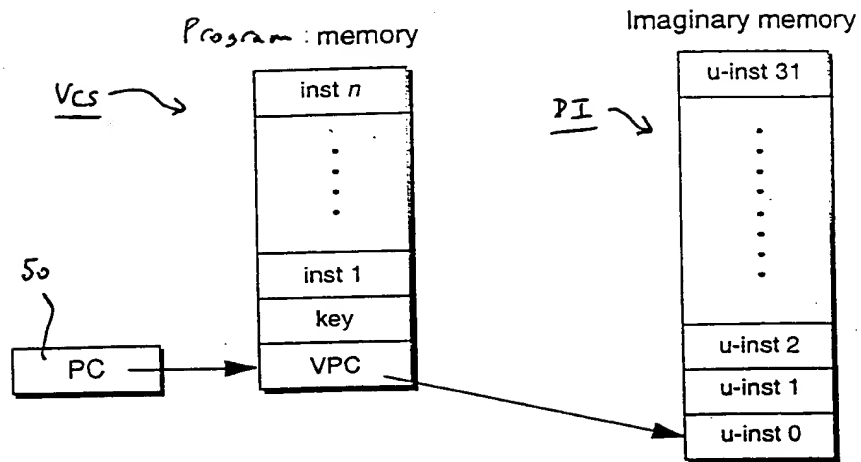 Program : memory
Imaginary memory
VCS
inst n
u-inst 31
PI
50
inst 1
key
PC
VPC
u-inst 2
u-inst 1
u-inst 0